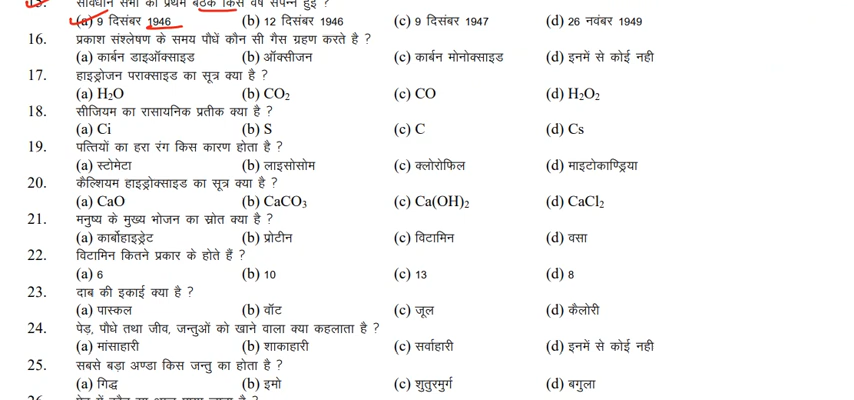 15. संविधान सभा की प्रथम बैठक किस वर्ष संपन्न हुई ?
(a) 9 दिसंबर 1946 (b) 12 दिसंबर 1946 (c) 9 दिसंबर 1947 (d) 26 नवंबर 1949
16. प्रकाश संश्लेषण के समय पौधें कौन सी गैस ग्रहण करते है ?
(a) कार्बन डाइऑक्साइड (b) ऑक्सीजन (c) कार्बन मोनोक्साइड (d) इनमें से कोई नही
17. हाइड्रोजन पराक्साइड का सूत्र क्या है ?
(a) H₂O (b) CO₂ (c) CO (d) H₂O₂
18. सीजियम का रासायनिक प्रतीक क्या है ?
(a) Ci (b) S (c) C (d) Cs
19. पत्तियों का हरा रंग किस कारण होता है ?
(a) स्टोमेटा (b) लाइसोसोम (c) क्लोरोफिल (d) माइटोकाण्ड्रिया
20. कैल्शियम हाइड्रोक्साइड का सूत्र क्या है ?
(a) CaO (b) CaCO₃ (c) Ca(OH)₂ (d) CaCl₂
21. मनुष्य के मुख्य भोजन का स्रोत क्या है ?
(a) कार्बोहाइड्रेट (b) प्रोटीन (c) विटामिन (d) वसा
22. विटामिन कितने प्रकार के होते हैं ?
(a) 6 (b) 10 (c) 13 (d) 8
23. दाब की इकाई क्या है ?
(a) पास्कल (b) वॉट (c) जूल (d) कैलोरी
24. पेड़, पौधे तथा जीव, जन्तुओं को खाने वाला क्या कहलाता है ?
(a) मांसाहारी (b) शाकाहारी (c) सर्वाहारी (d) इनमें से कोई नही
25. सबसे बड़ा अण्डा किस जन्तु का होता है ?
(a) गिद्ध (b) इमो (c) शुतुरमुर्ग (d) बगुला